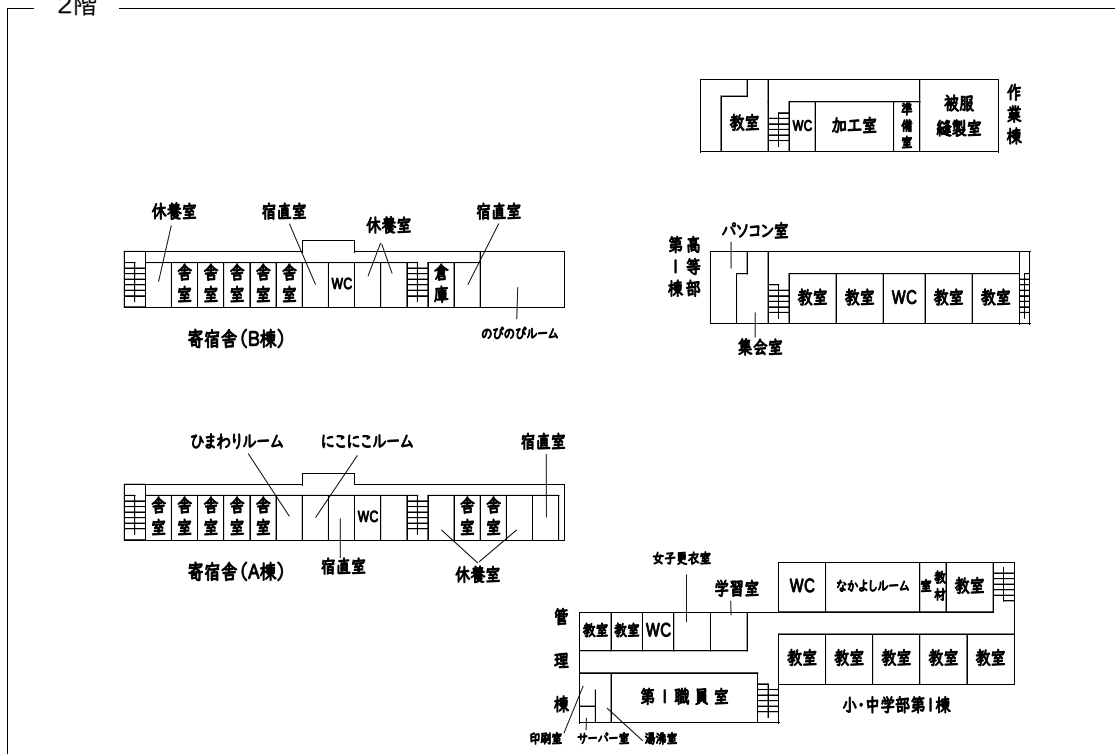 2階
教室
WC
加工室
準備室
被服
縫製室
作業棟
休養室
宿直室
休養室
宿直室
舎室
舎室
舎室
舎室
舎室
WC
倉庫
寄宿舎(B棟)
のびのびルーム
高等部
第1棟
パソコン室
教室
教室
WC
教室
教室
集会室
ひまわりルーム
にこにこルーム
宿直室
舎室
舎室
舎室
舎室
舎室
WC
舎室
舎室
寄宿舎(A棟)
宿直室
休養室
女子更衣室
学習室
WC
なかよしルーム
教材室
教室
管理棟
教室
教室
WC
教室
教室
教室
教室
教室
第1職員室
小・中学部第1棟
印刷室
サーバー室
湯沸室